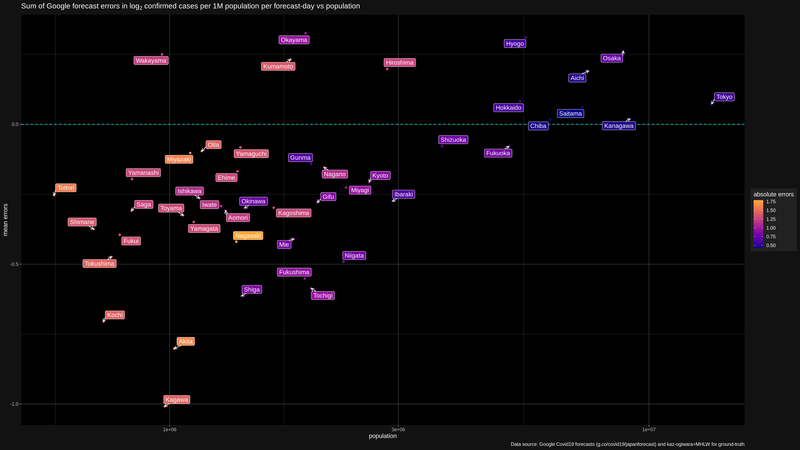 Sum of Google forecast errors in log2 confirmed cases per 1M population per forecast-day vs population
Okayama
Hyogo
Osaka
Wakayama
Kumamoto
Hiroshima
Aichi
Tokyo
Hokkaido
Saitama
0.0
Chiba
Kanagawa
Shizuoka
Oita
Yamaguchi
Fukuoka
Miyazaki
Gunma
Yamanashi
Ehime
Nagano
Kyoto
Tottori
Ishikawa
Miyagi
Ibaraki
Gifu
Okinawa
Saga
Toyama
Iwate
Kagoshima
Aomori
Shimane
Yamagata
Nagasaki
Fukui
Mie
Niigata
Tokushima
-0.5
Fukushima
Shiga
Tochigi
Kochi
Akita
Kagawa
-1.0
mean errors
1e+06
3e+06
1e+07
population
absolute errors
1.75
1.50
1.25
1.00
0.75
0.50
Data source: Google Covid19 forecasts (g.co/covid19/japanforecast) and kaz-ogiwara+MHLW for ground-truth